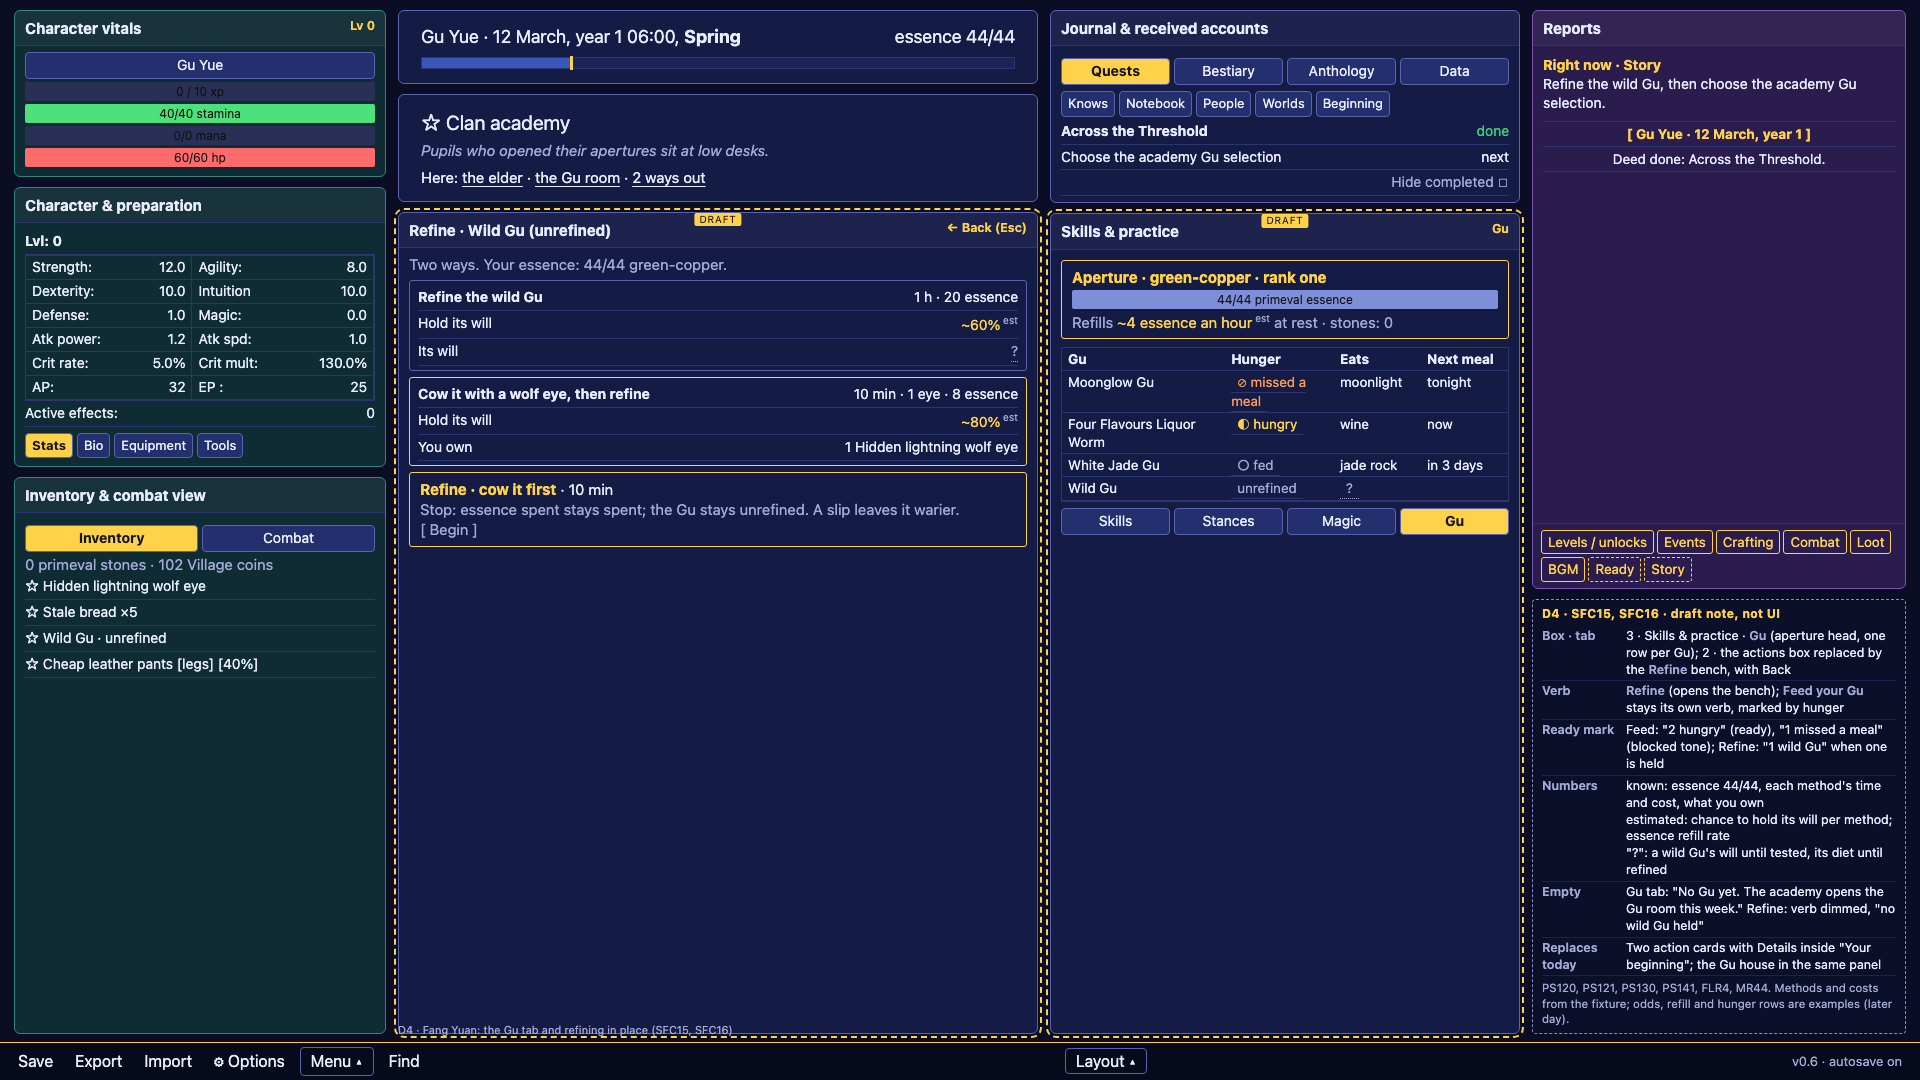 Character vitals
Lv 0
Gu Yue
0 / 10 xp
40/40 stamina
0/0 mana
60/60 hp
Character & preparation
Lvl: 0
Strength: 12.0 Agility: 8.0
Dexterity: 10.0 Intuition 10.0
Defense: 1.0 Magic: 0.0
Atk power: 1.2 Atk spd: 1.0
Crit rate: 5.0% Crit mult: 130.0%
AP: 32 EP : 25
Active effects: 0
Stats Bio Equipment Tools
Inventory & combat view
Inventory Combat
0 primeval stones · 102 Village coins
☆ Hidden lightning wolf eye
☆ Stale bread ×5
☆ Wild Gu · unrefined
☆ Cheap leather pants [legs] [40%]
Gu Yue · 12 March, year 1 06:00, Spring essence 44/44
☆ Clan academy
Pupils who opened their apertures sit at low desks.
Here: the elder · the Gu room · 2 ways out
DRAFT
Refine · Wild Gu (unrefined) ← Back (Esc)
Two ways. Your essence: 44/44 green-copper.
Refine the wild Gu 1 h · 20 essence
Hold its will ~60% est
Its will ?
Cow it with a wolf eye, then refine 10 min · 1 eye · 8 essence
Hold its will ~80% est
You own 1 Hidden lightning wolf eye
Refine · cow it first · 10 min
Stop: essence spent stays spent; the Gu stays unrefined. A slip leaves it warier.
[ Begin ]
D4 · Fang Yuan: the Gu tab and refining in place (SFC15, SFC16)
Journal & received accounts
Quests Bestiary Anthology Data
Knows Notebook People Worlds Beginning
Across the Threshold done
Choose the academy Gu selection next
Hide completed □
DRAFT
Skills & practice Gu
Aperture · green-copper · rank one
44/44 primeval essence
Refills ~4 essence an hour est at rest · stones: 0
Gu Hunger Eats Next meal
Moonglow Gu ⊘ missed a meal moonlight tonight
Four Flavours Liquor Worm ◐ hungry wine now
White Jade Gu ○ fed jade rock in 3 days
Wild Gu unrefined ?
Skills Stances Magic Gu
Reports
Right now · Story
Refine the wild Gu, then choose the academy Gu
selection.
[ Gu Yue · 12 March, year 1 ]
Deed done: Across the Threshold.
Levels / unlocks Events Crafting Combat Loot
BGM Ready Story
D4 · SFC15, SFC16 · draft note, not UI
Box · tab 3 · Skills & practice · Gu (aperture head, one
row per Gu); 2 · the actions box replaced by
the Refine bench, with Back
Verb Refine (opens the bench); Feed your Gu
stays its own verb, marked by hunger
Ready mark Feed: "2 hungry" (ready), "1 missed a meal"
(blocked tone); Refine: "1 wild Gu" when one
is held
Numbers known: essence 44/44, each method's time
and cost, what you own
estimated: chance to hold its will per method;
essence refill rate
"?": a wild Gu's will until tested, its diet until
refined
Empty Gu tab: "No Gu yet. The academy opens the
Gu room this week." Refine: verb dimmed, "no
wild Gu held"
Replaces today Two action cards with Details inside "Your
beginning"; the Gu house in the same panel
PS120, PS121, PS130, PS141, FLR4, MR44. Methods and costs
from the fixture; odds, refill and hunger rows are examples (later
day).
Save Export Import ⚙ Options Menu ▴ Find Layout ▴ v0.6 · autosave on